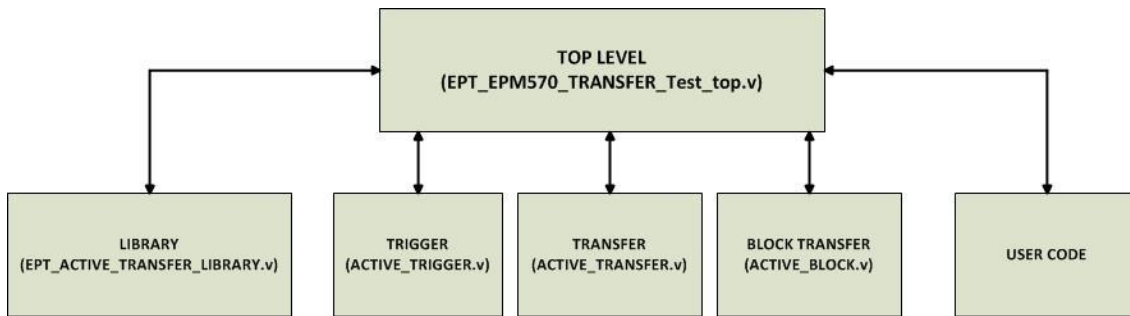 TOP LEVEL
(EPT_EPM570_TRANSFER_Test_top.v)
LIBRARY
(EPT_ACTIVE_TRANSFER_LIBRARY.v)
TRIGGER
(ACTIVE_TRIGGER.v)
TRANSFER
(ACTIVE_TRANSFER.v)
BLOCK TRANSFER
(ACTIVE_BLOCK.v)
USER CODE